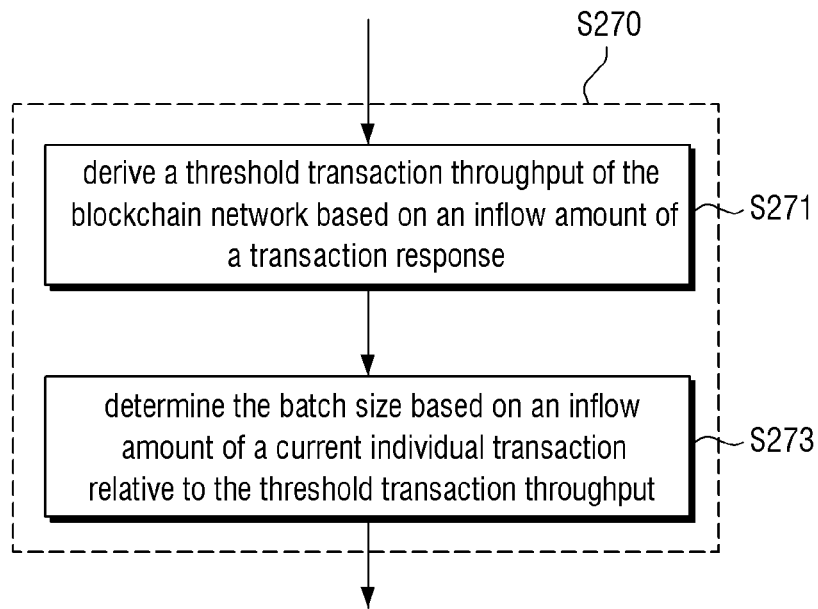 S270
derive a threshold transaction throughput of the
blockchain network based on an inflow amount of
a transaction response
S271
determine the batch size based on an inflow
amount of a current individual transaction
relative to the threshold transaction throughput
S273